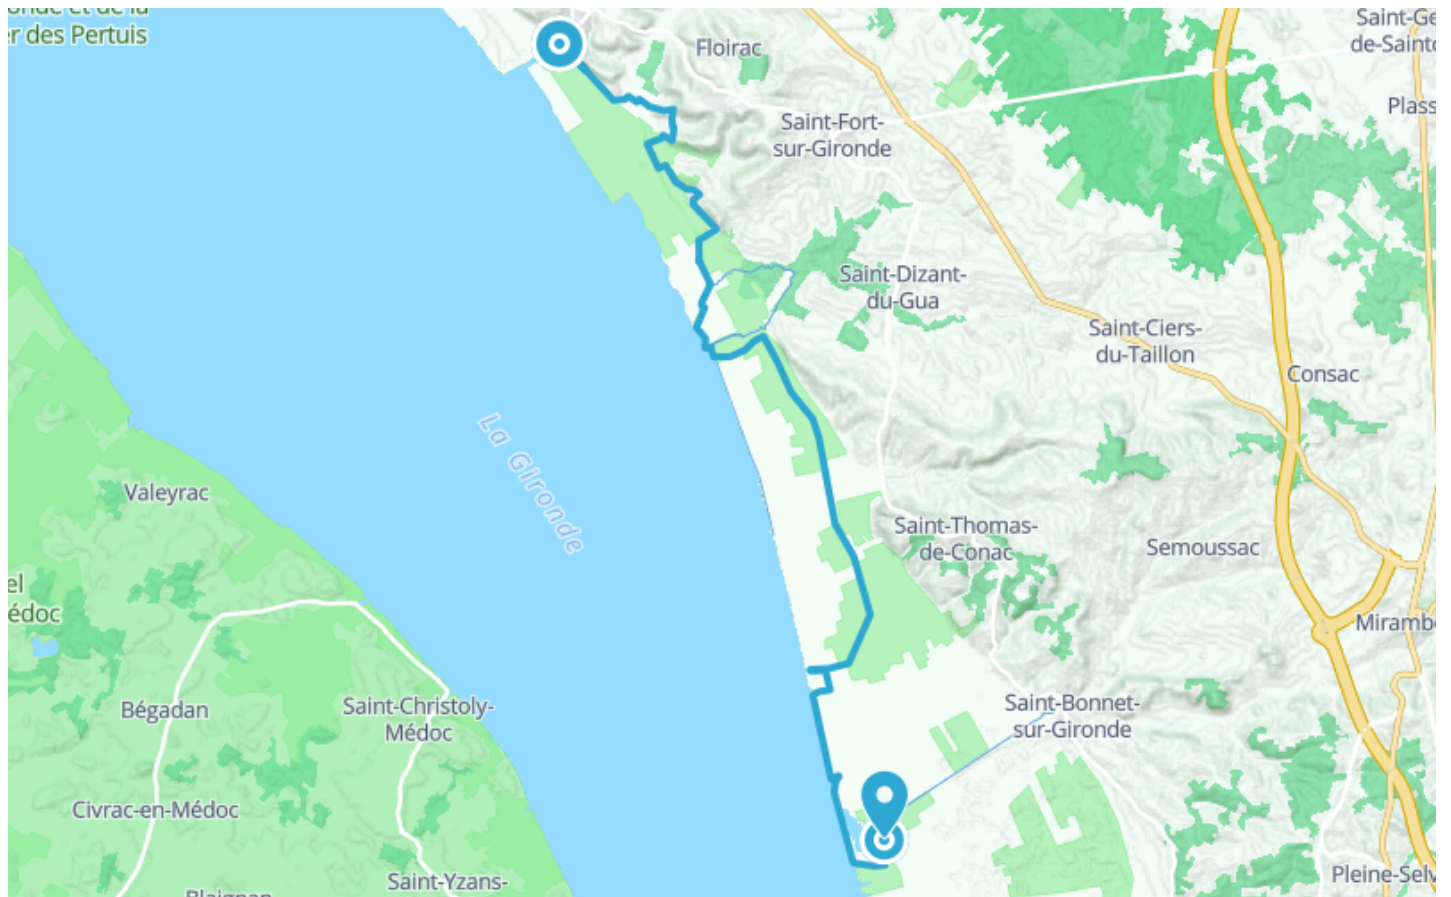 er des Pertuis
Floirac
Saint-Fort-
sur-Gironde
Saint-Dizant-
du-Gua
Saint-Ciers-
du-Taillon
Consac
La Gironde
Valeyrac
Saint-Thomas-
de-Conac
Semoussac
Bégadan
Saint-Christoly-
Médoc
Saint-Bonnet-
sur-Gironde
Civrac-en-Médoc
Saint-Yzans-